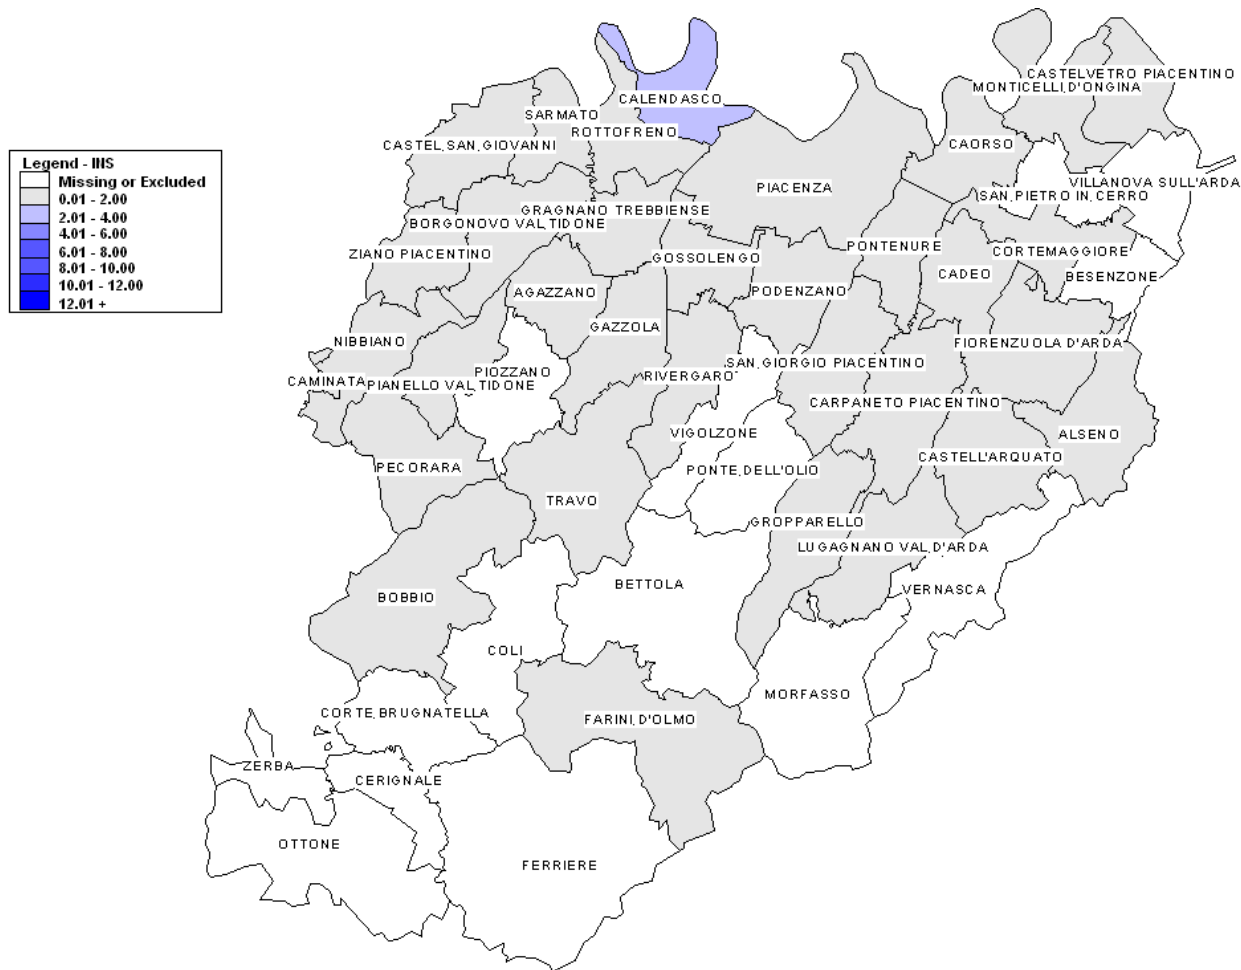 CASTELVETRO PIACENTINO
MONTICELLI,D'ONGINA
CALENDASCO
SARMATO
ROTTOFRENO
CASTEL,SAN,GIOVANNI
CAORSO
Legend - INS
Missing or Excluded
0.01 - 2.00
2.01 - 4.00
4.01 - 6.00
6.01 - 8.00
8.01 - 10.00
10.01 - 12.00
12.01 +
PIACENZA
VILLANOVA SULL'ARDA
SAN,PIETRO IN,CERRO
GRAGNANO TREBBIENSE
BORGONOVO VAL,TIDONE
ZIANO PIACENTINO
GOSSOLENGO
PONTENURE
CORTEMAGGIORE
CADEO
BESENZONE
AGAZZANO
PODENZANO
GAZZOLA
NIBBIANO
FIORENZUOLA D'ARDA
SAN,GIORGIO PIACENTINO
PIOZZANO
RIVERGARO
CAMINATA
PIANELLO VAL,TIDONE
CARPANETO PIACENTINO
VIGOLZONE
ALSENO
CASTELL'ARQUATO
PECORARA
PONTE,DELL'OLIO
TRAVO
GROPPARELLO
LUGAGNANO VAL,D'ARDA
BETTOLA
VERNASCA
BOBBIO
COLI
MORFASSO
CORTE,BRUGNATELLA
FARINI,D'OLMO
ZERBA
CERIGNALE
OTTONE
FERRIERE